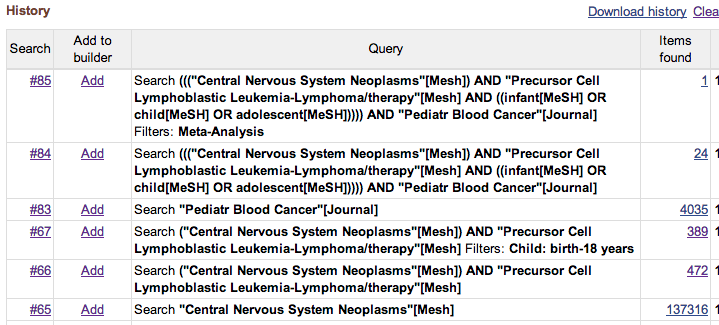 History
Download history Clea
Search Add to builder Query Items found
#85 Add Search ((("Central Nervous System Neoplasms"[Mesh]) AND "Precursor Cell 1 1
Lymphoblastic Leukemia-Lymphoma/therapy"[Mesh] AND ((infant[MeSH] OR
child[MeSH] OR adolescent[MeSH])))) AND "Pediatr Blood Cancer"[Journal]
Filters: Meta-Analysis
#84 Add Search ((("Central Nervous System Neoplasms"[Mesh]) AND "Precursor Cell 24 1
Lymphoblastic Leukemia-Lymphoma/therapy"[Mesh] AND ((infant[MeSH] OR
child[MeSH] OR adolescent[MeSH])))) AND "Pediatr Blood Cancer"[Journal]
#83 Add Search "Pediatr Blood Cancer"[Journal] 4035 1
#67 Add Search ("Central Nervous System Neoplasms"[Mesh]) AND "Precursor Cell 389 1
Lymphoblastic Leukemia-Lymphoma/therapy"[Mesh] Filters: Child: birth-18 years
#66 Add Search ("Central Nervous System Neoplasms"[Mesh]) AND "Precursor Cell 472 1
Lymphoblastic Leukemia-Lymphoma/therapy"[Mesh]
#65 Add Search "Central Nervous System Neoplasms"[Mesh] 137316 1